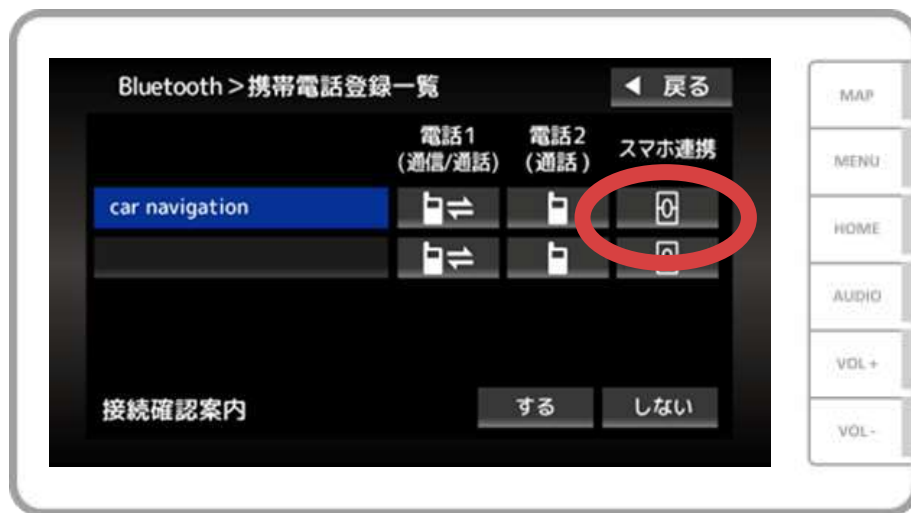 Bluetooth＞携帯電話登録一覧
◀ 戻る
電話1
(通信/通話)
電話2
(通話)
スマホ連携
car navigation
接続確認案内
する
しない
MAP
MENU
HOME
AUDIO
VOL +
VOL -